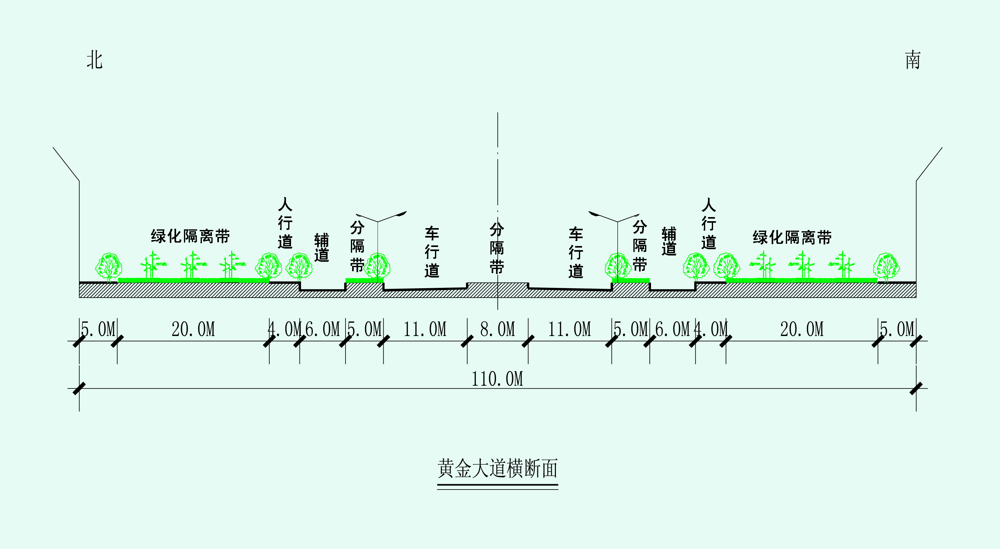 北
南
绿化隔离带
人行道
辅道
分隔带
车行道
分隔带
车行道
分隔带
辅道
人行道
绿化隔离带
5.0M
20.0M
4.0M
6.0M
5.0M
11.0M
8.0M
11.0M
5.0M
6.0M
4.0M
20.0M
5.0M
110.0M
黄金大道横断面